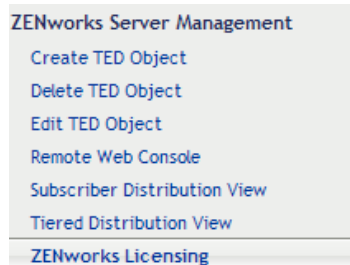 ZENworks Server Management
Create TED Object
Delete TED Object
Edit TED Object
Remote Web Console
Subscriber Distribution View
Tiered Distribution View
ZENworks Licensing